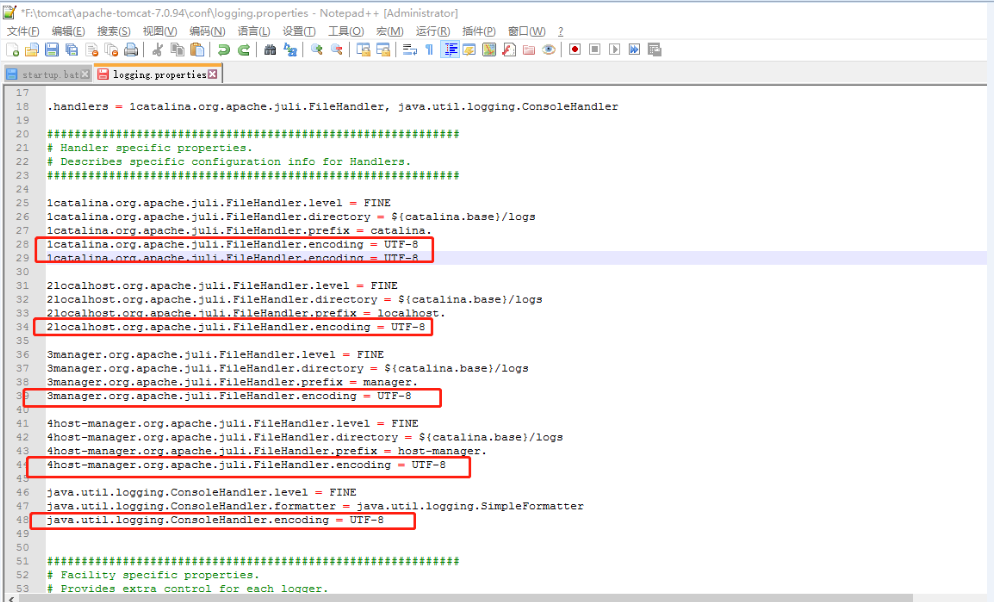 *F:\tomcat\apache-tomcat-7.0.94\conf\logging.properties - Notepad++ [Administrator]
文件(F) 编辑(E) 搜索(S) 视图(V) 编码(N) 语言(L) 设置(T) 工具(O) 宏(M) 运行(R) 插件(P) 窗口(W) ?
startup.bat logging.properties
17
18 .handlers = 1catalina.org.apache.juli.FileHandler, java.util.logging.ConsoleHandler
19
20 ############################################################
21 # Handler specific properties.
22 # Describes specific configuration info for Handlers.
23 ############################################################
24
25 1catalina.org.apache.juli.FileHandler.level = FINE
26 1catalina.org.apache.juli.FileHandler.directory = ${catalina.base}/logs
27 1catalina.org.apache.juli.FileHandler.prefix = catalina.
28 1catalina.org.apache.juli.FileHandler.encoding = UTF-8
29 1catalina.org.apache.juli.FileHandler.encoding = UTF-8
30
31 2localhost.org.apache.juli.FileHandler.level = FINE
32 2localhost.org.apache.juli.FileHandler.directory = ${catalina.base}/logs
33 2localhost.org.apache.juli.FileHandler.prefix = localhost.
34 2localhost.org.apache.juli.FileHandler.encoding = UTF-8
35
36 3manager.org.apache.juli.FileHandler.level = FINE
37 3manager.org.apache.juli.FileHandler.directory = ${catalina.base}/logs
38 3manager.org.apache.juli.FileHandler.prefix = manager.
39 3manager.org.apache.juli.FileHandler.encoding = UTF-8
40
41 4host-manager.org.apache.juli.FileHandler.level = FINE
42 4host-manager.org.apache.juli.FileHandler.directory = ${catalina.base}/logs
43 4host-manager.org.apache.juli.FileHandler.prefix = host-manager.
44 4host-manager.org.apache.juli.FileHandler.encoding = UTF-8
45
46 java.util.logging.ConsoleHandler.level = FINE
47 java.util.logging.ConsoleHandler.formatter = java.util.logging.SimpleFormatter
48 java.util.logging.ConsoleHandler.encoding = UTF-8
49
50
51 ############################################################
52 # Facility specific properties.
53 # Provides extra control for each logger.